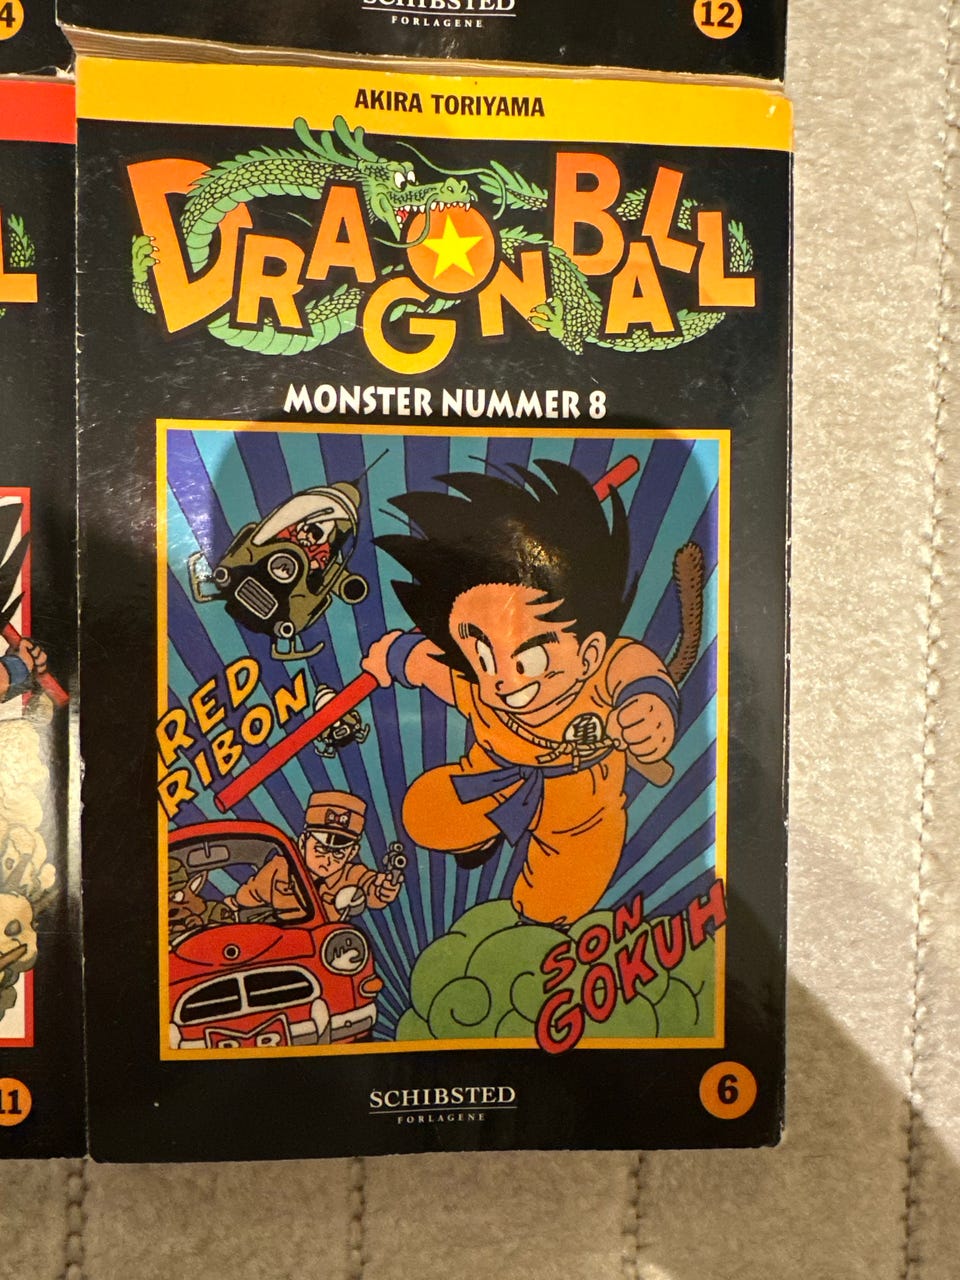 4
SCHIBSTED
FORLAGENE
12
AKIRA TORIYAMA
DRAGON BALL
MONSTER NUMMER 8
RED
RIBON
SON
GOKUH
亀
SCHIBSTED
FORLAGENE
6
11
L